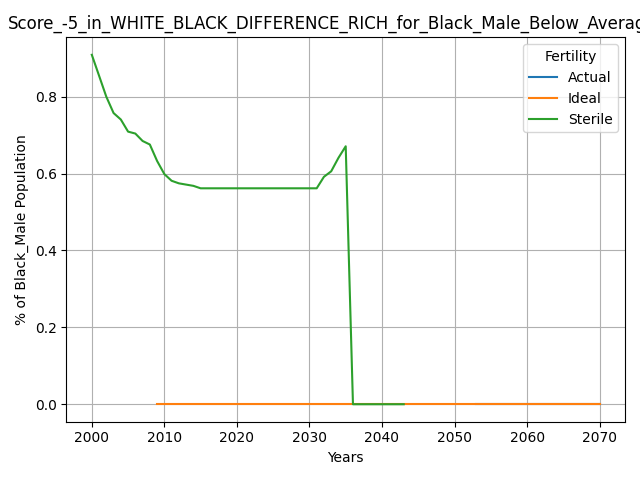 Score_-5_in_WHITE_BLACK_DIFFERENCE_RICH_for_Black_Male_Below_Averag
Fertility
Actual
Ideal
Sterile
% of Black_Male Population
0.8
0.6
0.4
0.2
0.0
2000 2010 2020 2030 2040 2050 2060 2070
Years